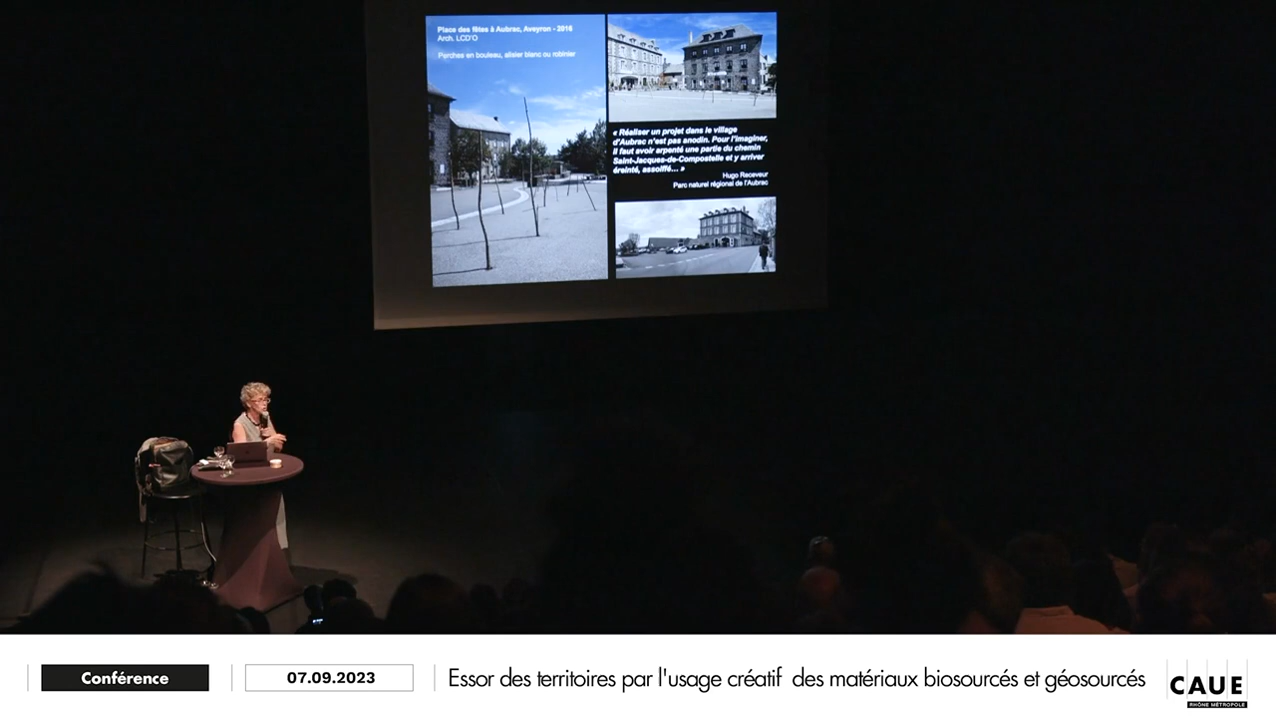 Place des fêtes à Aubrac, Aveyron - 2016
Arch. LCD'O
Perches en bouleau, alisier blanc ou robinier
« Réaliser un projet dans le village
d'Aubrac n'est pas anodin. Pour l'imaginer,
il faut avoir arpenté une partie du chemin
Saint-Jacques-de-Compostelle et y arriver
éreinté, assoiffé... »
Hugo Receveur
Parc naturel régional de l'Aubrac
Conférence
07.09.2023
Essor des territoires par l'usage créatif des matériaux biosourcés et géosourcés
CAUE
RHÔNE MÉTROPOLE